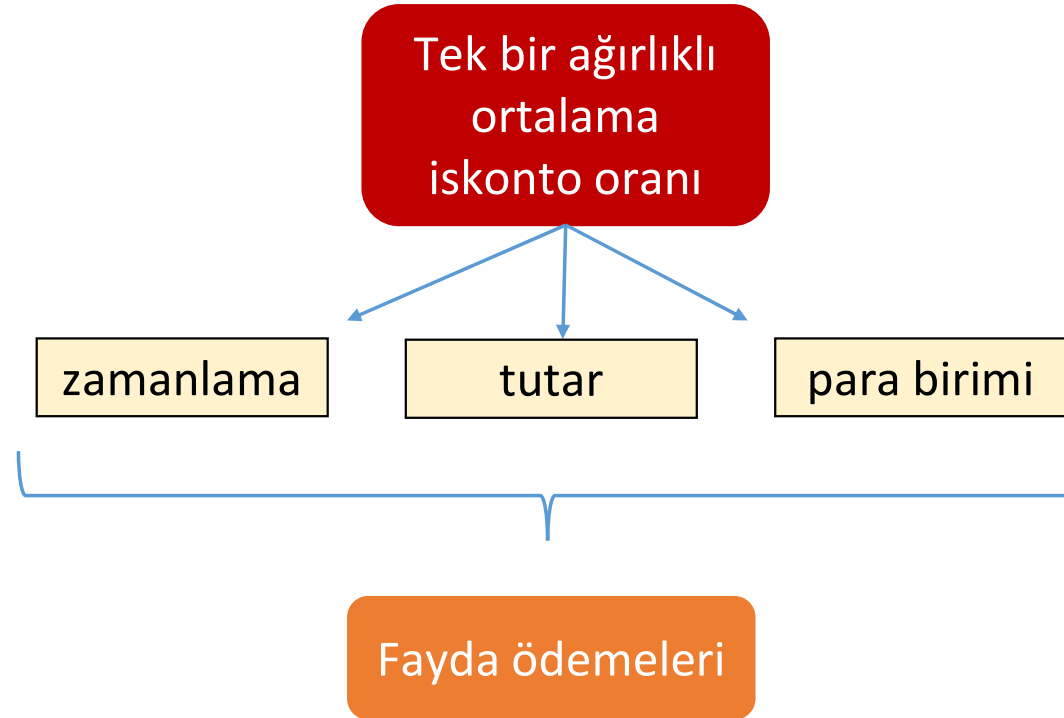 Tek bir ağırlıklı
ortalama
iskonto oranı
zamanlama
tutar
para birimi
Fayda ödemeleri